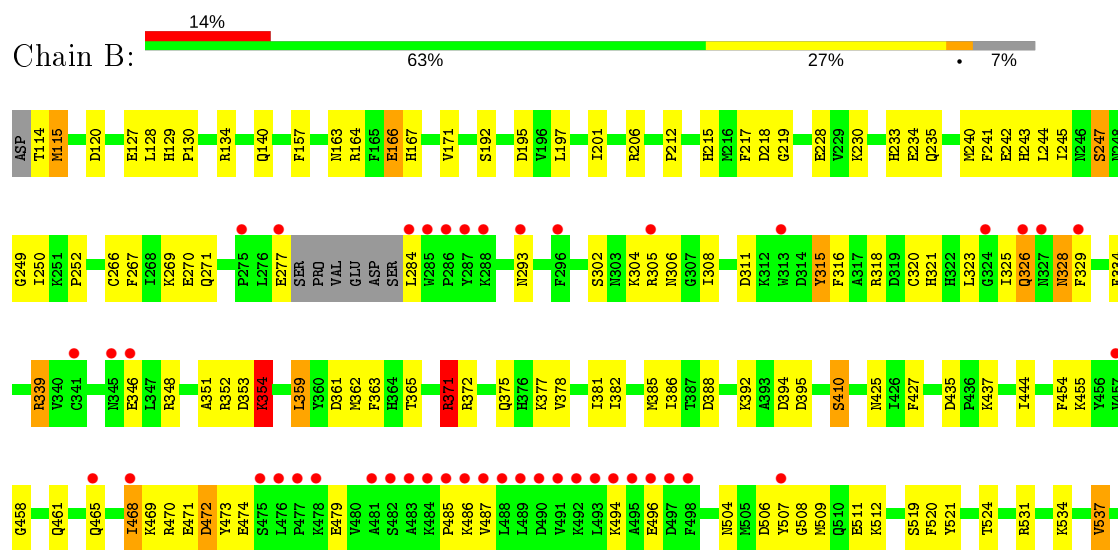 14%
Chain B:
63% 27% • 7%
ASP T114 M115 D120 E127 L128 H129 P130 R134 Q140 F157 N163 R164 F165 E166 H167 V171 S192 D195 V196 L197 I201 R206 P212 H215 M216 F217 D218 G219 E228 V229 K230 H233 E234 Q235 M240 F241 E242 H243 L244 I245 N246 S247
G249 I250 K251 P252 C266 F267 I268 K269 E270 Q271 P275 L276 E277 SER PRO VAL GLU ASP SER L284 W285 P286 Y287 K288 N293 F296 S302 N303 K304 R305 N306 G307 I308 D311 K312 W313 D314 Y315 F316 A317 R318 D319 C320 H321 H322 L323 G324 I325 Q326 N327 N328 F329
R339 V340 C341 N345 E346 L347 R348 A351 R352 D353 K354 L359 Y360 D361 M362 F363 H364 T365 R371 R372 Q375 H376 K377 V378 I381 I382 M385 I386 T387 D388 K392 A393 D394 D395 S410 N425 I426 F427 D435 P436 K437 I444 F454 K455 Y456
G458 Q461 Q465 I468 K469 R470 E471 D472 Y473 E474 S475 L476 P477 K478 E479 V480 A481 S482 A483 K484 P485 K486 V487 L488 L489 D490 V491 K492 L493 K494 A495 E496 D497 F498 N504 M505 D506 Y507 G508 M509 Q510 E511 K512 S519 F520 Y521 T524 R531 K534 V537